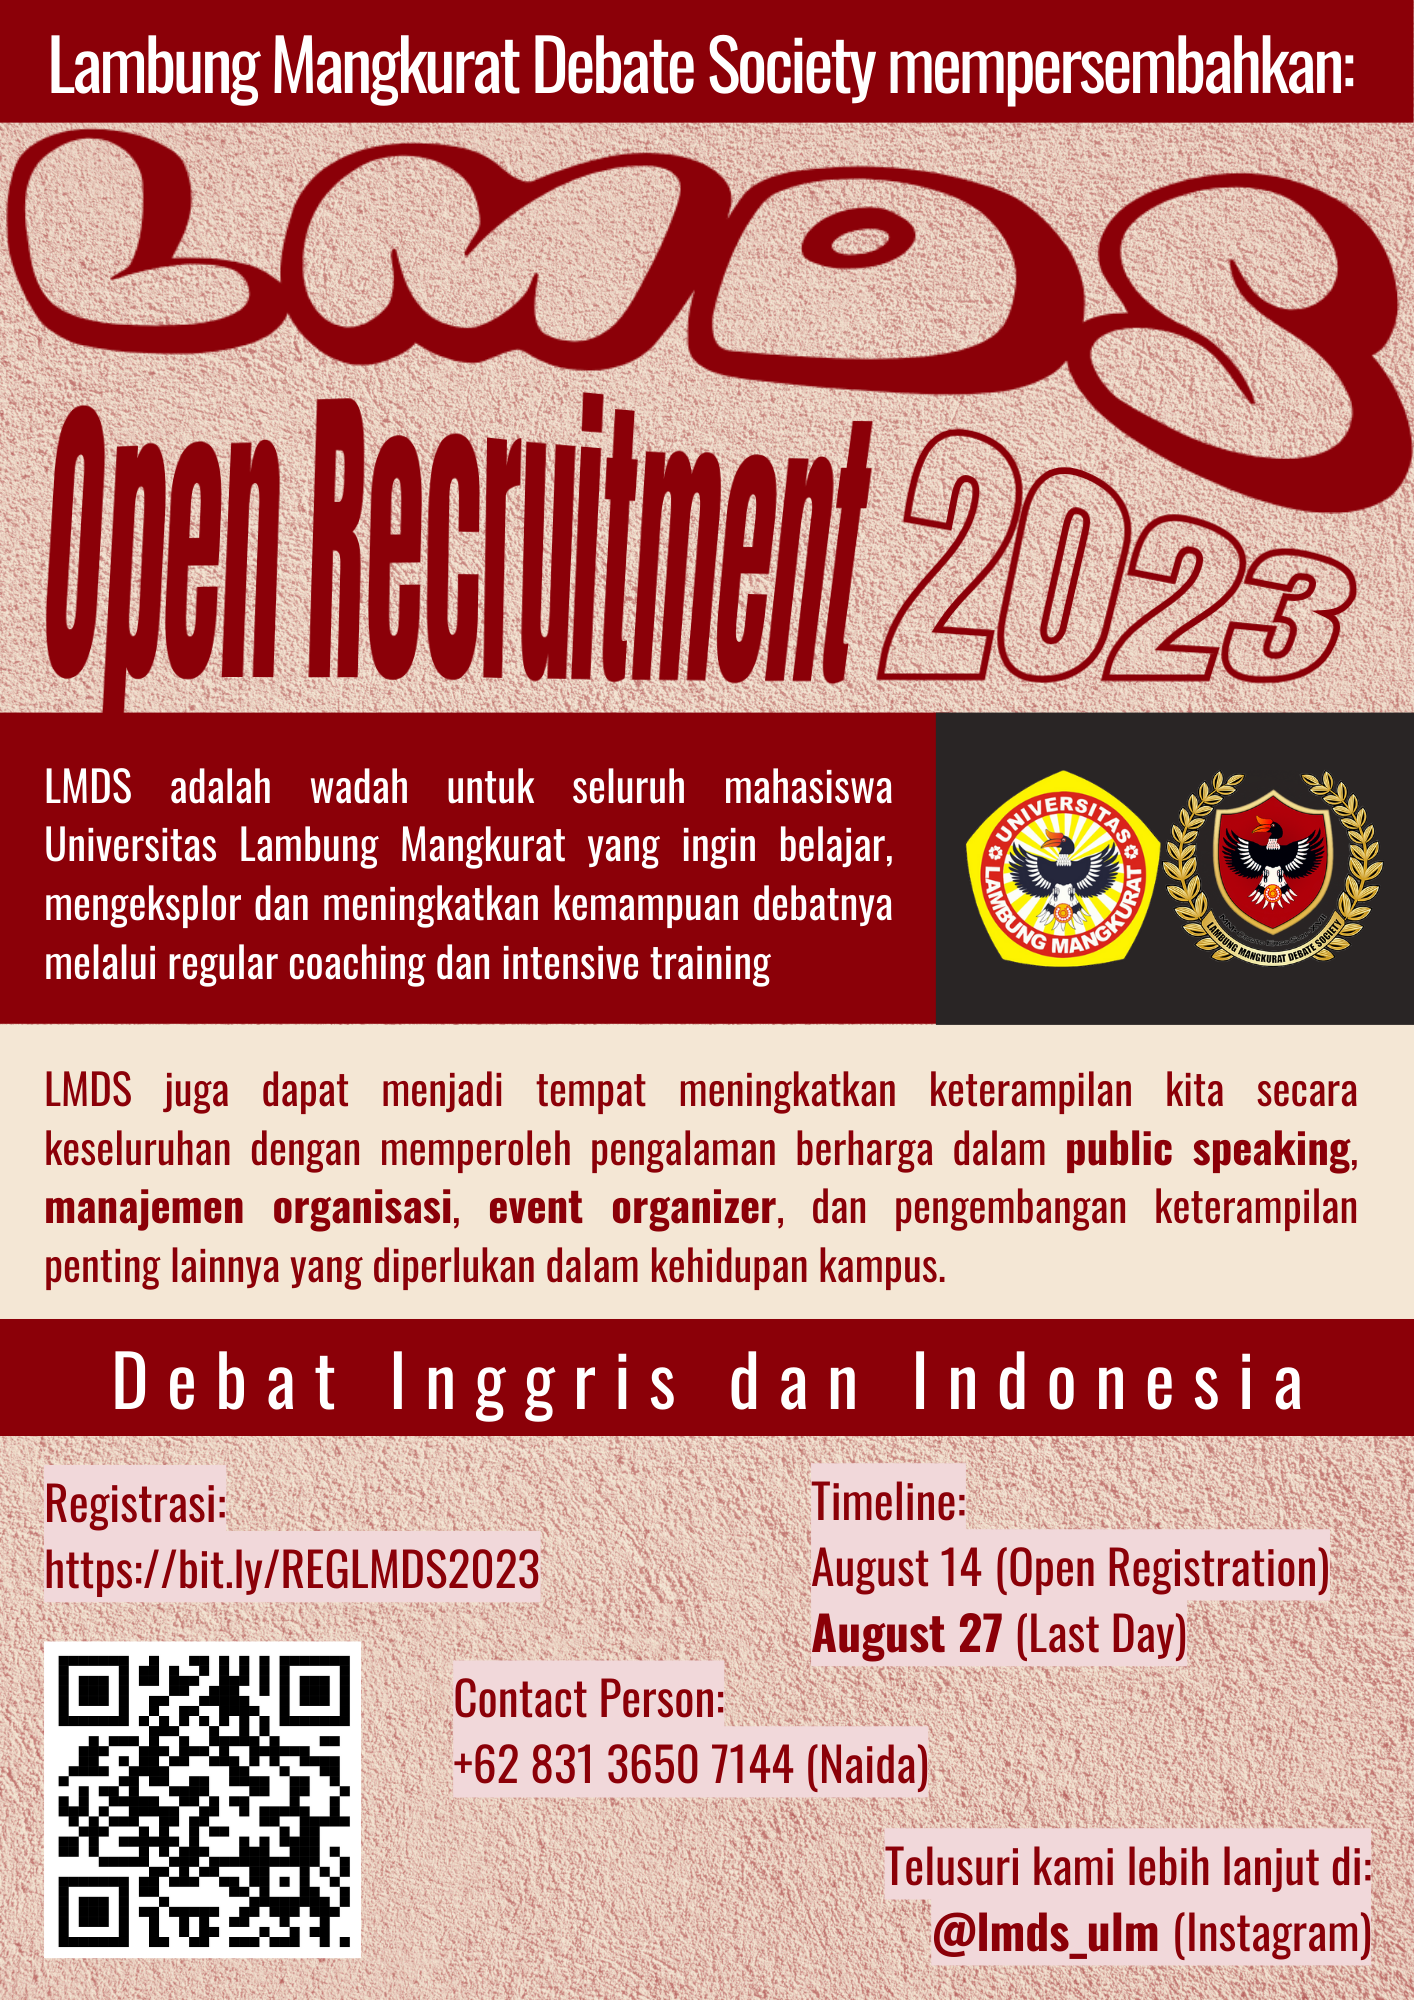 Lambung Mangkurat Debate Society mempersembahkan:
LMDS
Open Recruitment 2023
LMDS adalah wadah untuk seluruh mahasiswa
Universitas Lambung Mangkurat yang ingin belajar,
mengeksplor dan meningkatkan kemampuan debatnya
melalui regular coaching dan intensive training
UNIVERSITAS
LAMBUNG MANGKURAT
LAMBUNG MANGKURAT DEBATE SOCIETY
LMDS juga dapat menjadi tempat meningkatkan keterampilan kita secara
keseluruhan dengan memperoleh pengalaman berharga dalam public speaking,
manajemen organisasi, event organizer, dan pengembangan keterampilan
penting lainnya yang diperlukan dalam kehidupan kampus.
Debat Inggris dan Indonesia
Registrasi:
https://bit.ly/REGLMDS2023
Timeline:
August 14 (Open Registration)
August 27 (Last Day)
Contact Person:
+62 831 3650 7144 (Naida)
Telusuri kami lebih lanjut di:
@lmds_ulm (Instagram)